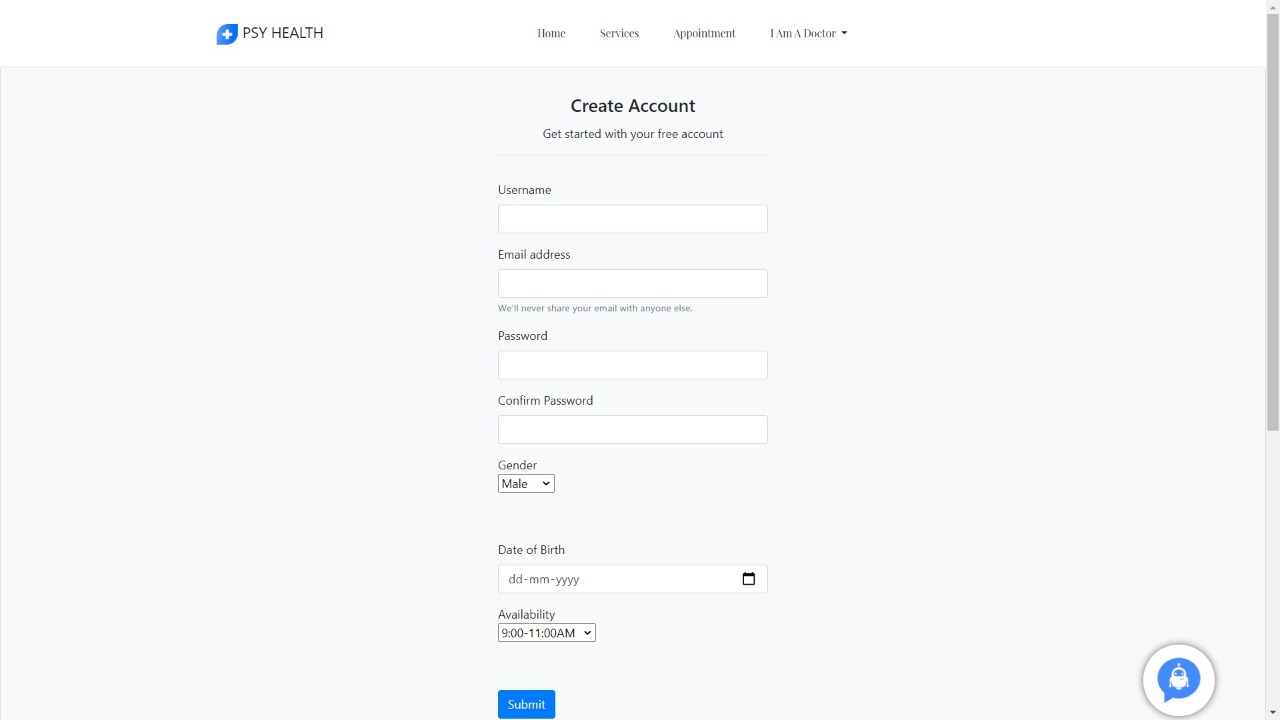 PSY HEALTH
Home Services Appointment I Am A Doctor
Create Account
Get started with your free account
Username
Email address
We'll never share your email with anyone else.
Password
Confirm Password
Gender
Male
Date of Birth
dd-mm-yyyy
Availability
9:00-11:00AM
Submit